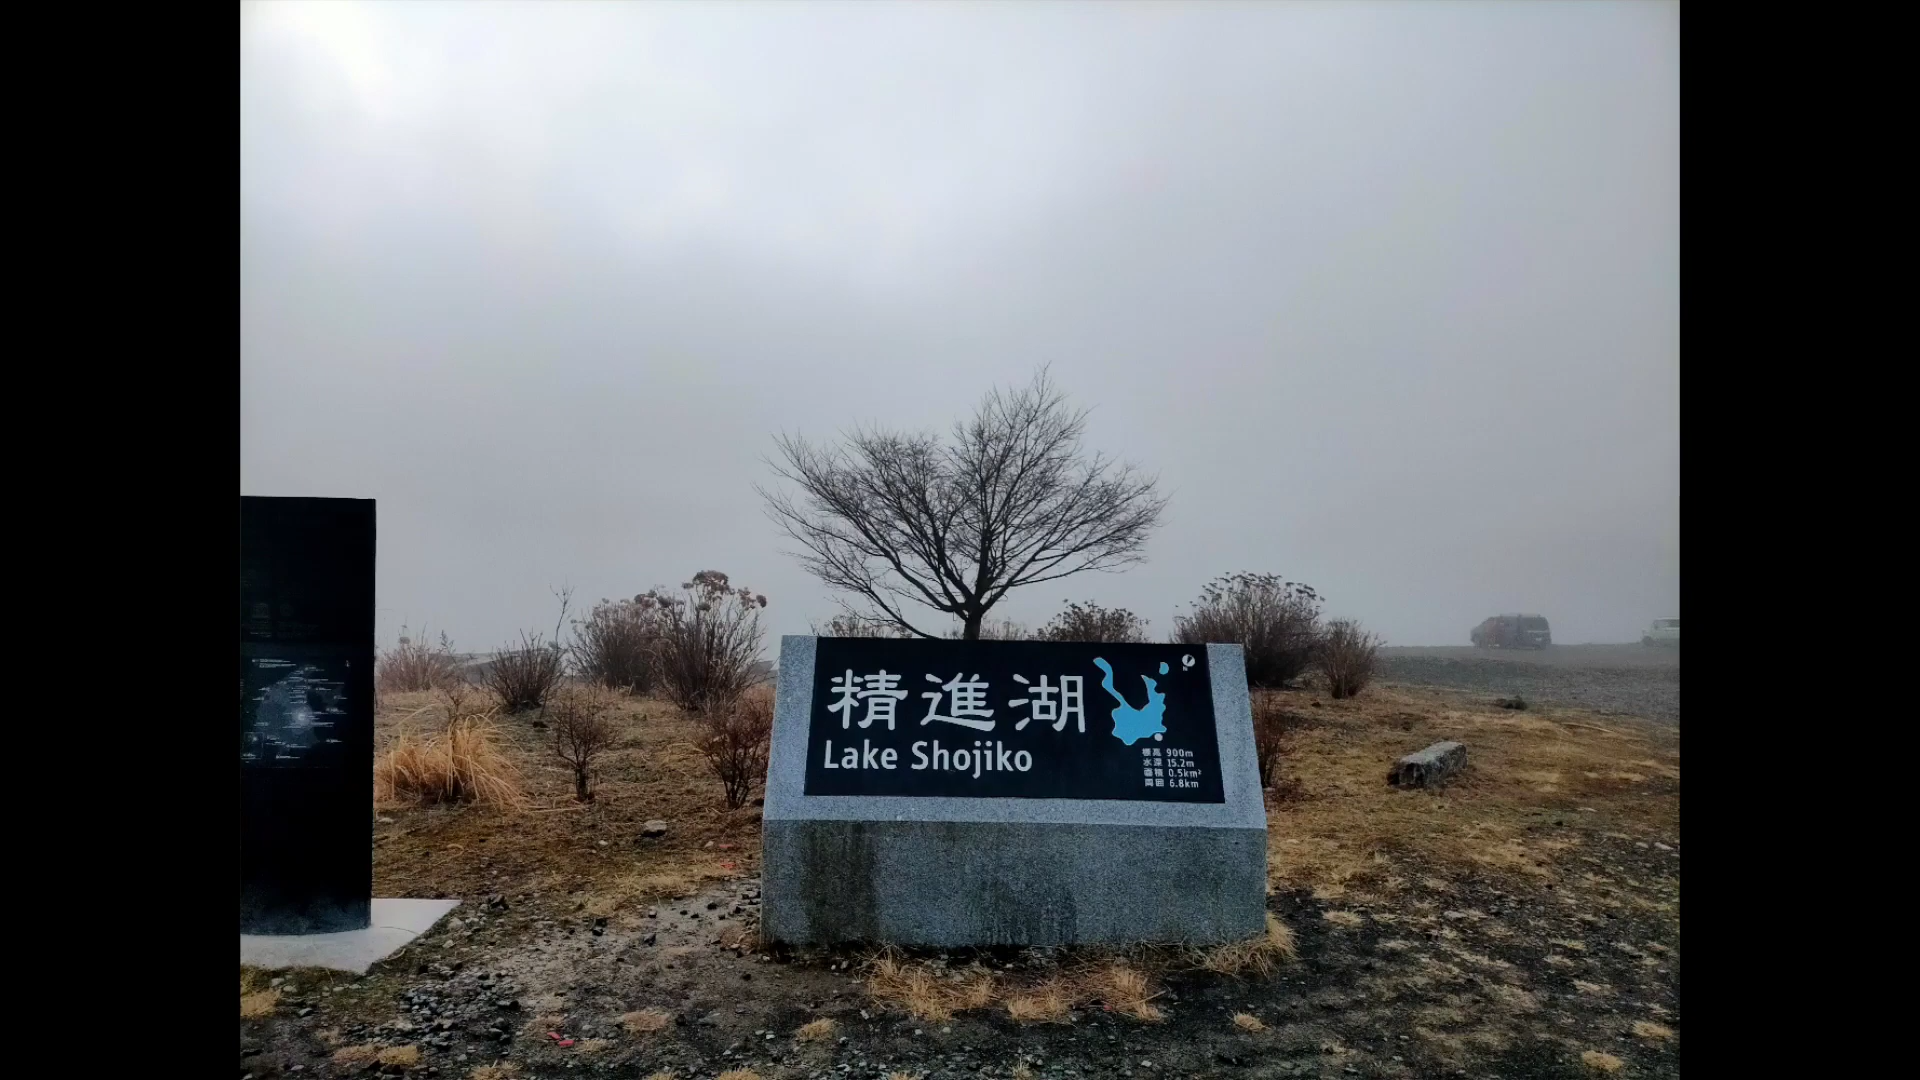 精進湖
Lake Shojiko
標高 900m
水深 15.2m
面積 0.5km²
周囲 6.8km